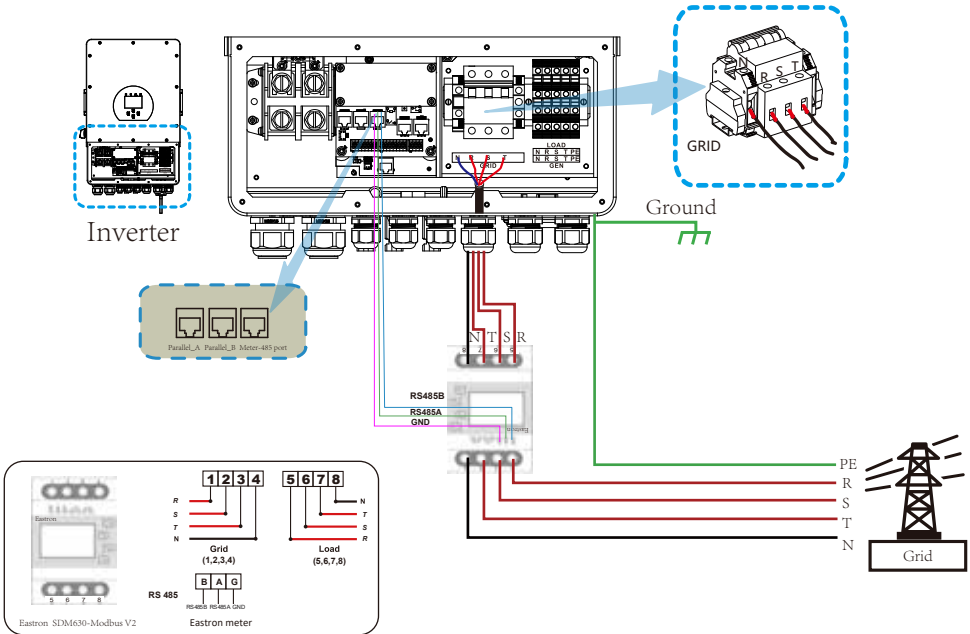 R S T
GRID
LOAD
N R S T PE
GRID
N R S T PE
GEN
Ground
Inverter
Parallel_A Parallel_B Meter-485 port
N T S R
RS485B
RS485A
GND
PE
R
S
T
N
Grid
1 2 3 4
5 6 7 8
R
S
T
N
N
T
S
R
Grid
(1,2,3,4)
Load
(5,6,7,8)
Eastron
B A G
RS 485
RS485B RS485A GND
5 6 7 8
Eastron SDM630-Modbus V2
Eastron meter